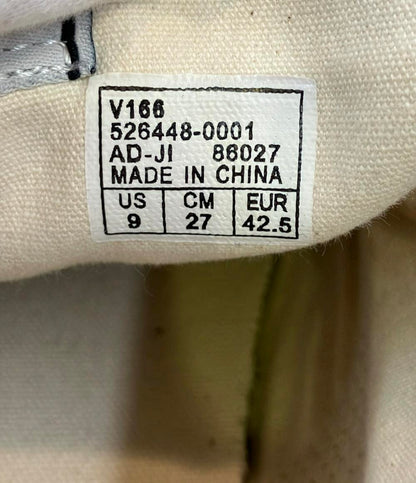 V166
526448-0001
AD-JI 86027
MADE IN CHINA
US CM EUR
9 27 42.5